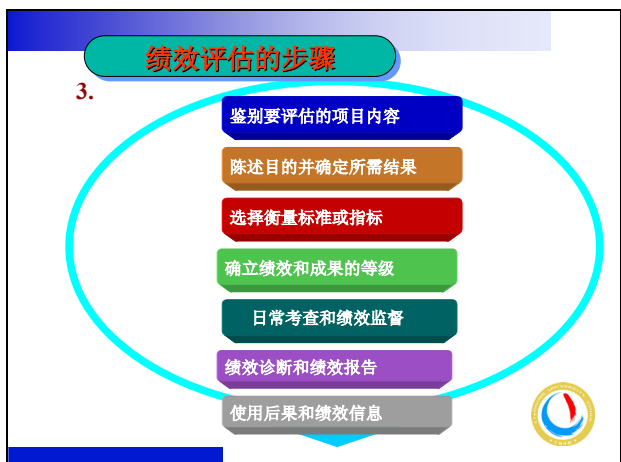 绩效评估的步骤
3.
鉴别要评估的项目内容
陈述目的并确定所需结果
选择衡量标准或指标
确立绩效和成果的等级
日常考查和绩效监督
绩效诊断和绩效报告
使用后果和绩效信息